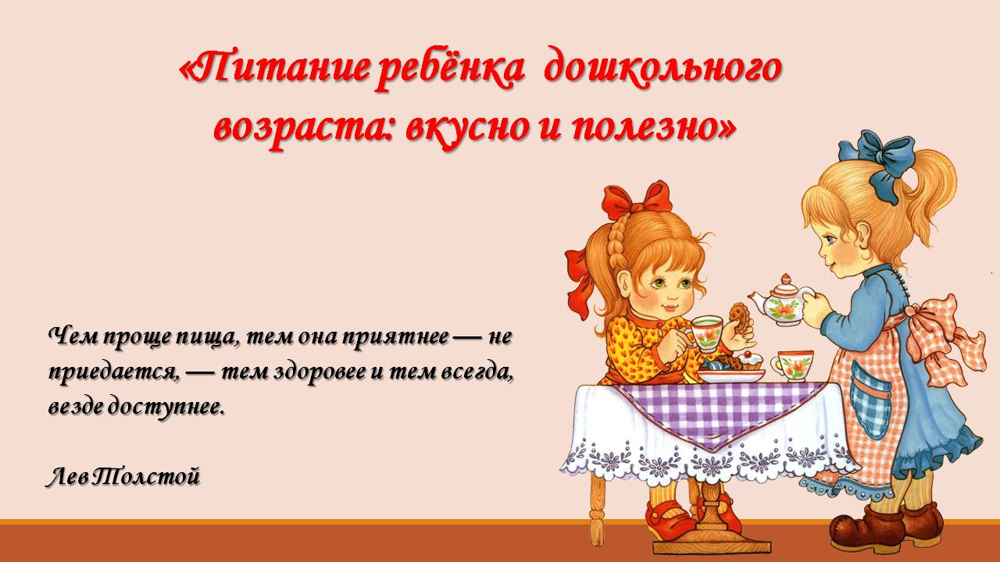 «Питание ребёнка дошкольного
возраста: вкусно и полезно»
Чем проще пища, тем она приятнее — не
приедается, — тем здоровее и тем всегда,
везде доступнее.
Лев Толстой